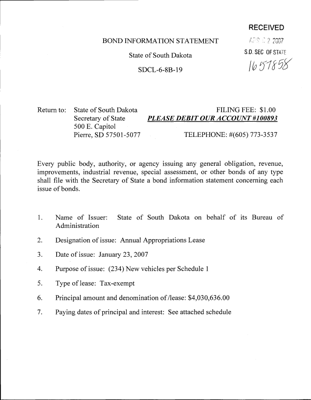 RECEIVED
2007
S.D. SEC OF STATE
1657858
BOND INFORMATION STATEMENT
State of South Dakota
SDCL-6-8B-19
Return to: State of South Dakota FILING FEE: $1.00
Secretary of State PLEASE DEBIT OUR ACCOUNT #100893
500 E. Capitol
Pierre, SD 57501-5077 TELEPHONE: #(605) 773-3537
Every public body, authority, or agency issuing any general obligation, revenue,
improvements, industrial revenue, special assessment, or other bonds of any type
shall file with the Secretary of State a bond information statement concerning each
issue of bonds.
1. Name of Issuer: State of South Dakota on behalf of its Bureau of
Administration
2. Designation of issue: Annual Appropriations Lease
3. Date of issue: January 23, 2007
4. Purpose of issue: (234) New vehicles per Schedule 1
5. Type of lease: Tax-exempt
6. Principal amount and denomination of /lease: $4,030,636.00
7. Paying dates of principal and interest: See attached schedule